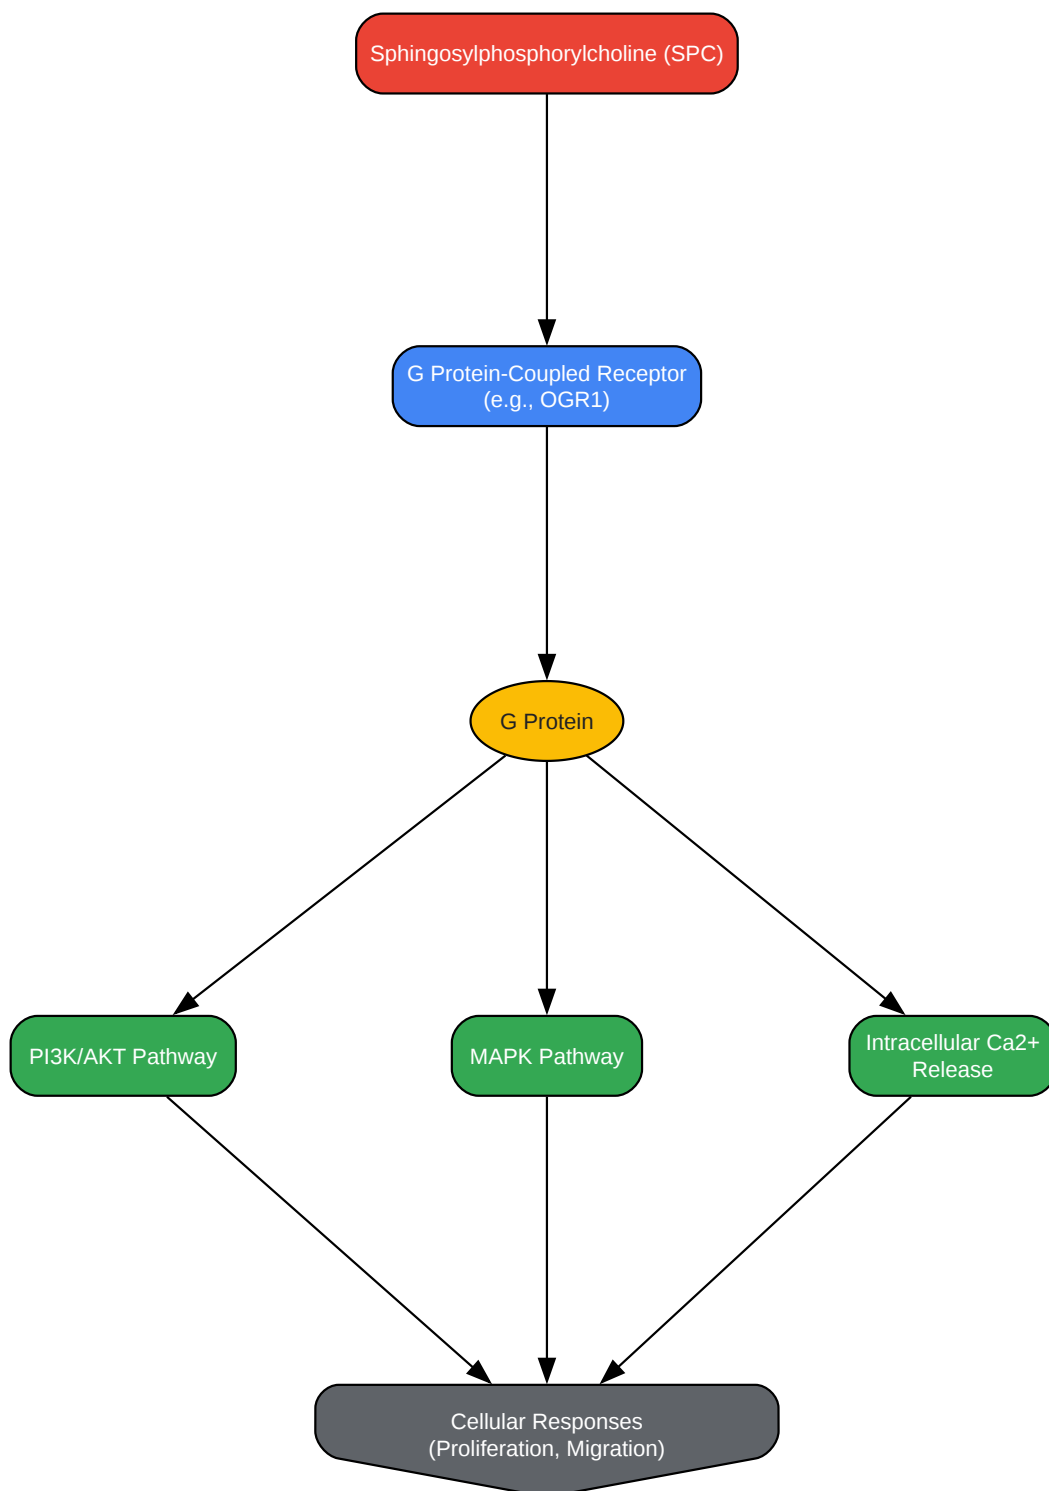 Sphingosylphosphorylcholine (SPC)
G Protein-Coupled Receptor
(e.g., OGR1)
G Protein
PI3K/AKT Pathway
MAPK Pathway
Intracellular Ca2+
Release
Cellular Responses
(Proliferation, Migration)